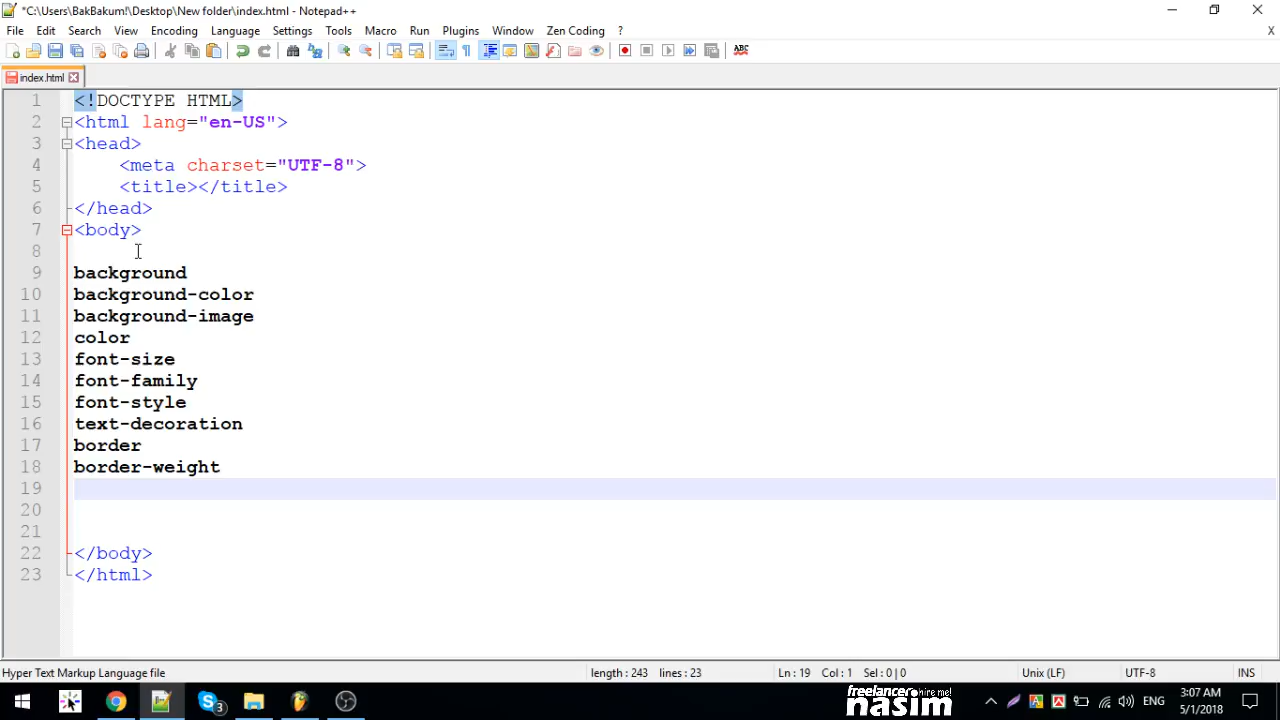 *C:\Users\BakBakum!\Desktop\New folder\index.html - Notepad++
File Edit Search View Encoding Language Settings Tools Macro Run Plugins Window Zen Coding ? X
ABC
index.html
1 <!DOCTYPE HTML>
2 <html lang="en-US">
3 <head>
4 <meta charset="UTF-8">
5 <title></title>
6 </head>
7 <body>
8
9 background
10 background-color
11 background-image
12 color
13 font-size
14 font-family
15 font-style
16 text-decoration
17 border
18 border-weight
19
20
21
22 </body>
23 </html>
Hyper Text Markup Language file length : 243 lines : 23 Ln : 19 Col : 1 Sel : 0 | 0 Unix (LF) UTF-8 INS
3
freelancer hire me!
nasim
ENG
3:07 AM
5/1/2018